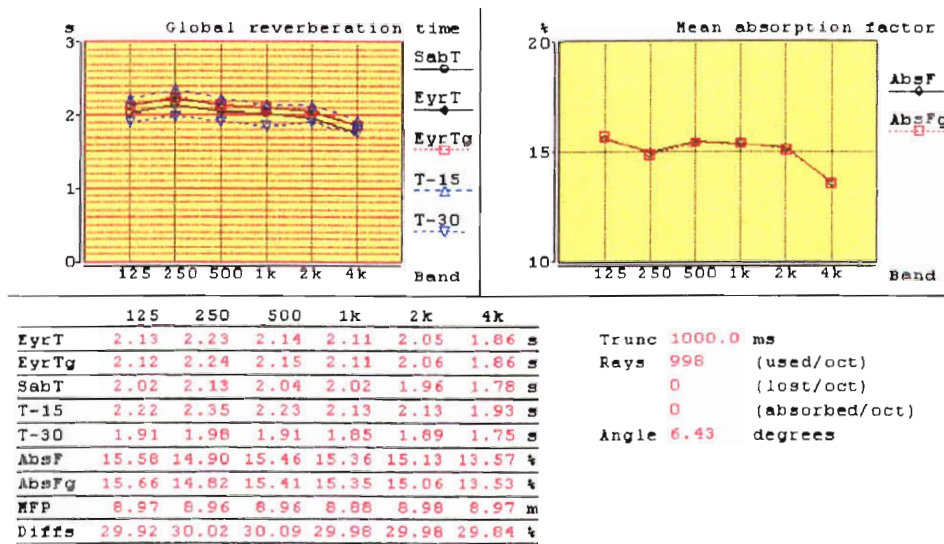 s Global reverberation time
3
2
1
0
125 250 500 1k 2k 4k
Band
SabT
EyrT
EyrTg
T-15
T-30
% Mean absorption factor
20
15
10
125 250 500 1k 2k 4k
Band
AbsF
AbsFg
125 250 500 1k 2k 4k
EyrT 2.13 2.23 2.14 2.11 2.05 1.86 s
EyrTg 2.12 2.24 2.15 2.11 2.06 1.86 s
SabT 2.02 2.13 2.04 2.02 1.96 1.78 s
T-15 2.22 2.35 2.23 2.13 2.13 1.93 s
T-30 1.91 1.98 1.91 1.85 1.89 1.75 s
AbsF 15.58 14.90 15.46 15.36 15.13 13.57 %
AbsFg 15.66 14.82 15.41 15.35 15.06 13.53 %
MFP 8.97 8.96 8.96 8.88 8.98 8.97 m
Diffs 29.92 30.02 30.09 29.98 29.98 29.84 %
Trunc 1000.0 ms
Rays 998 (used/oct)
0 (lost/oct)
0 (absorbed/oct)
Angle 6.43 degrees